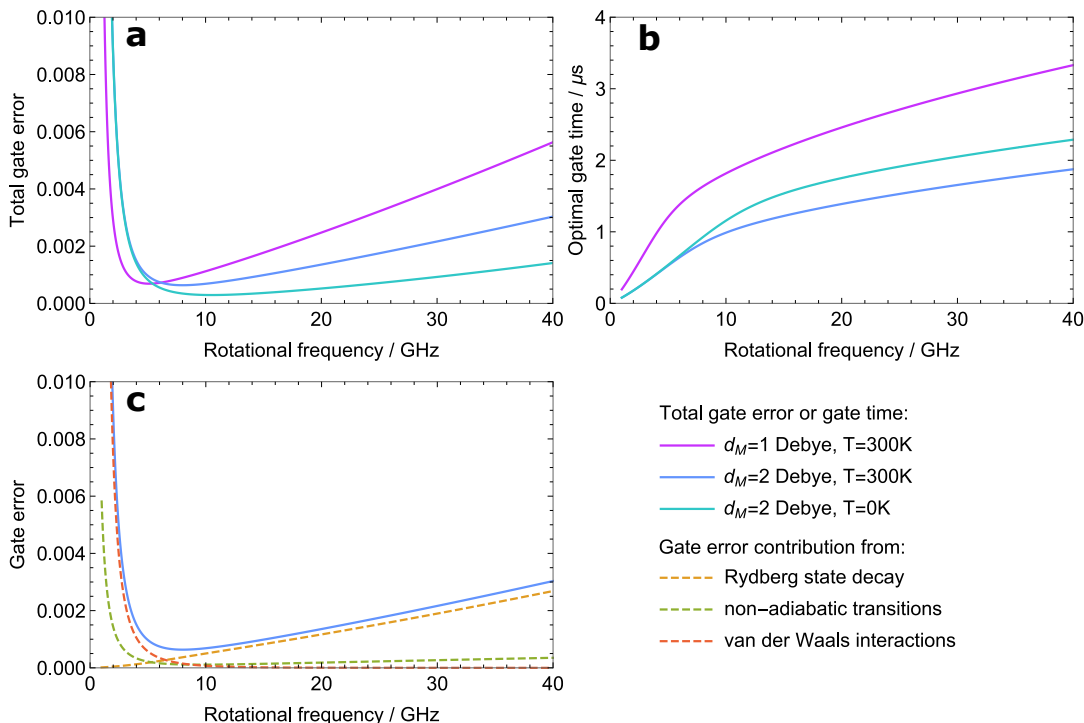 a
0.010
0.008
0.006
0.004
0.002
0.000
Total gate error
0 10 20 30 40
Rotational frequency / GHz
b
4
3
2
1
0
Optimal gate time / μs
0 10 20 30 40
Rotational frequency / GHz
c
0.010
0.008
0.006
0.004
0.002
0.000
Gate error
0 10 20 30 40
Rotational frequency / GHz
Total gate error or gate time:
d_M=1 Debye, T=300K
d_M=2 Debye, T=300K
d_M=2 Debye, T=0K
Gate error contribution from:
Rydberg state decay
non−adiabatic transitions
van der Waals interactions